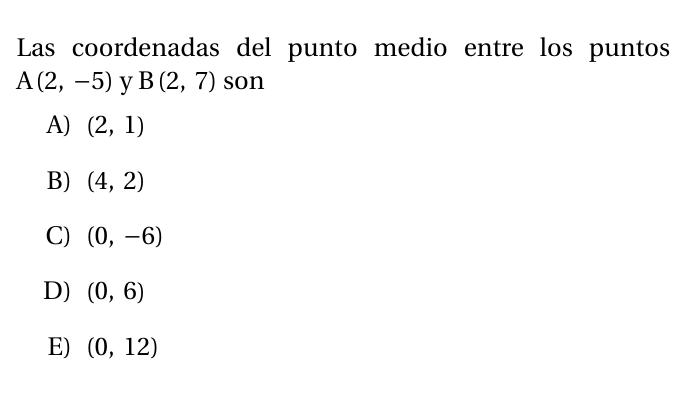 Las coordenadas del punto medio entre los puntos
A(2, −5) y B(2, 7) son
A) (2, 1)
B) (4, 2)
C) (0, −6)
D) (0, 6)
E) (0, 12)